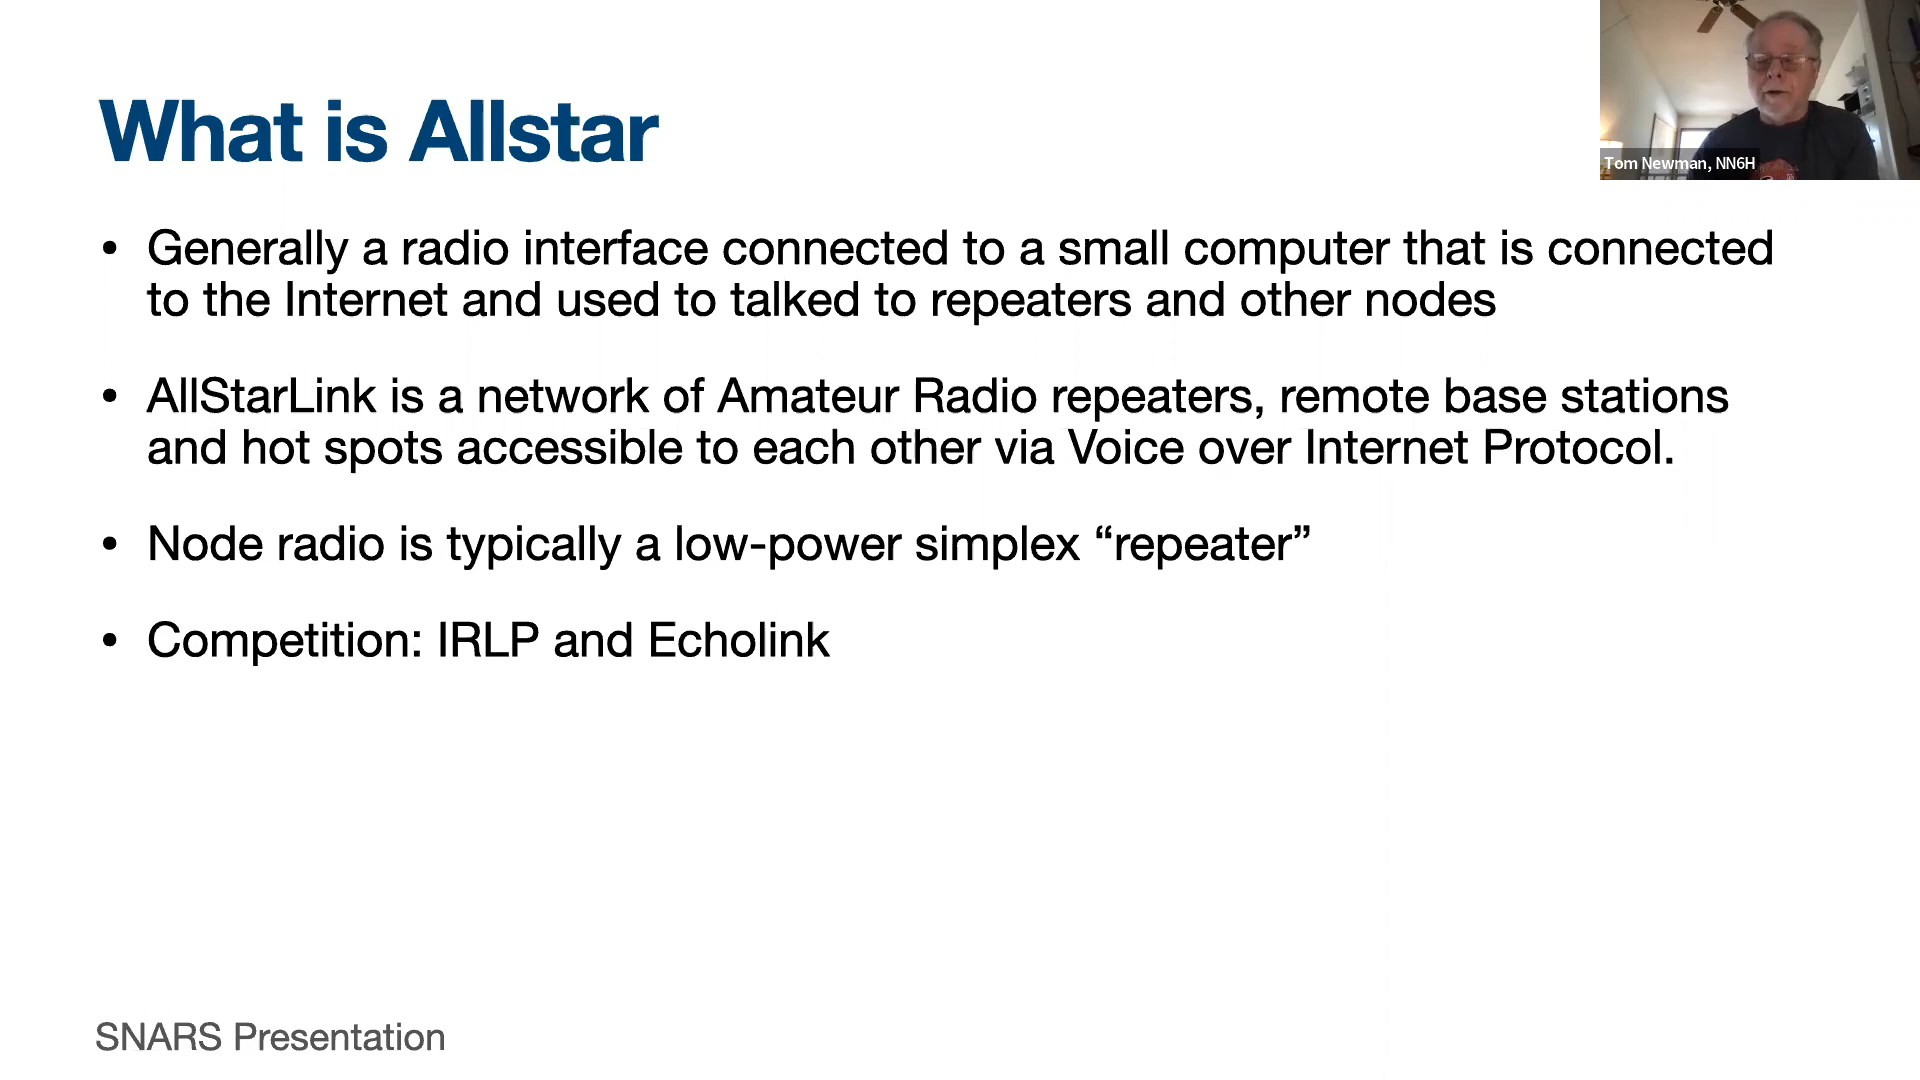 What is Allstar
Tom Newman, NN6H
• Generally a radio interface connected to a small computer that is connected
to the Internet and used to talked to repeaters and other nodes
• AllStarLink is a network of Amateur Radio repeaters, remote base stations
and hot spots accessible to each other via Voice over Internet Protocol.
• Node radio is typically a low-power simplex “repeater”
• Competition: IRLP and Echolink
SNARS Presentation